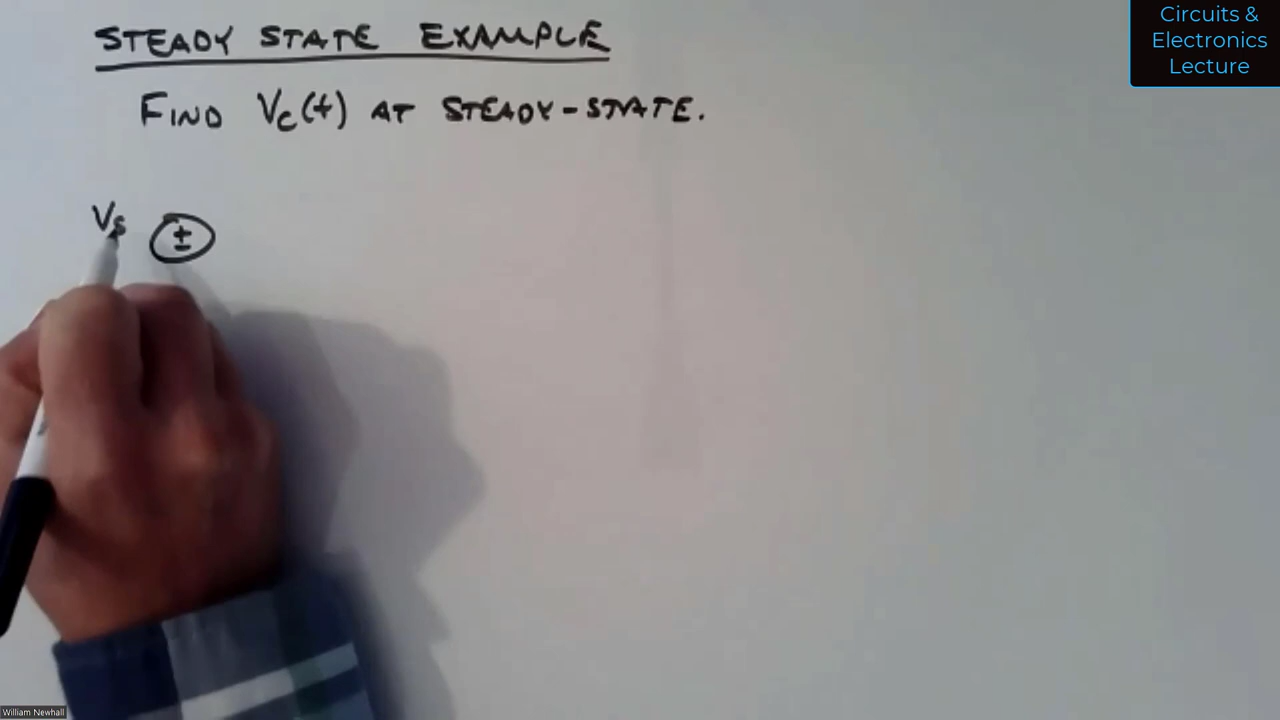 STEADY STATE EXAMPLE
FIND Vc(t) AT STEADY-STATE.
Vs ±
Circuits &
Electronics
Lecture
William Newhall